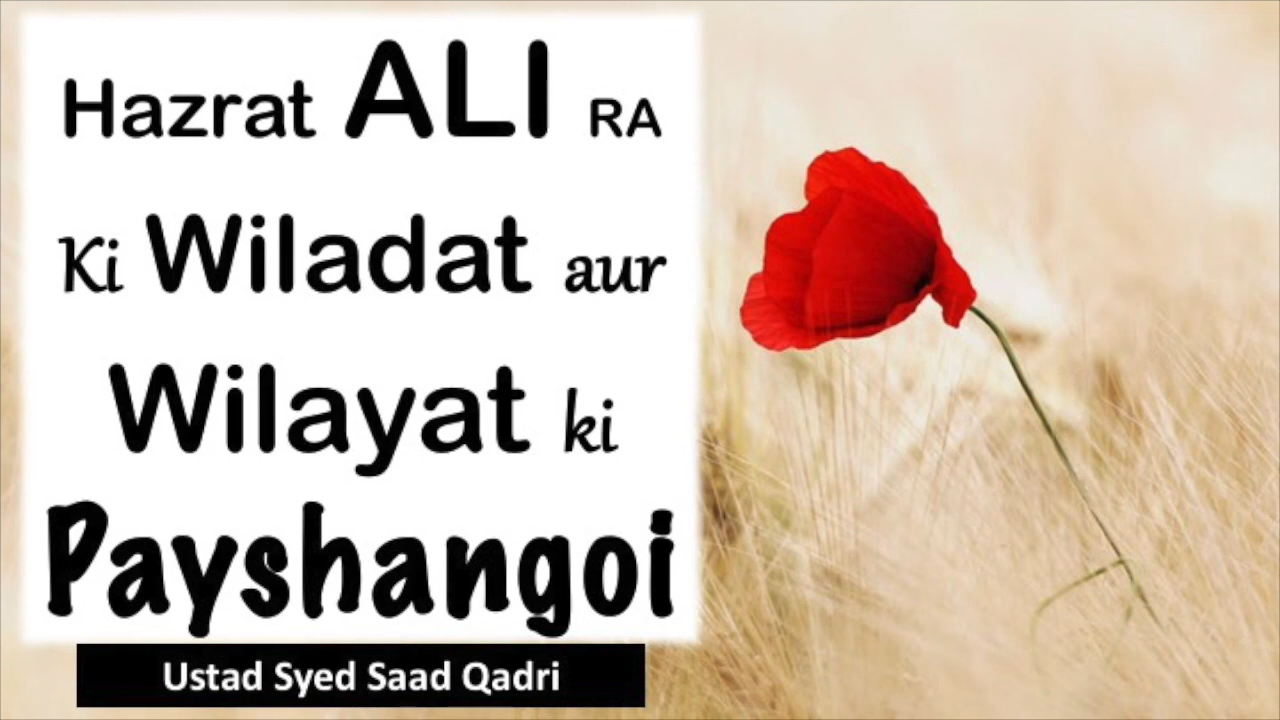 Hazrat ALI RA
Ki Wiladat aur
Wilayat ki
Payshangoi
Ustad Syed Saad Qadri